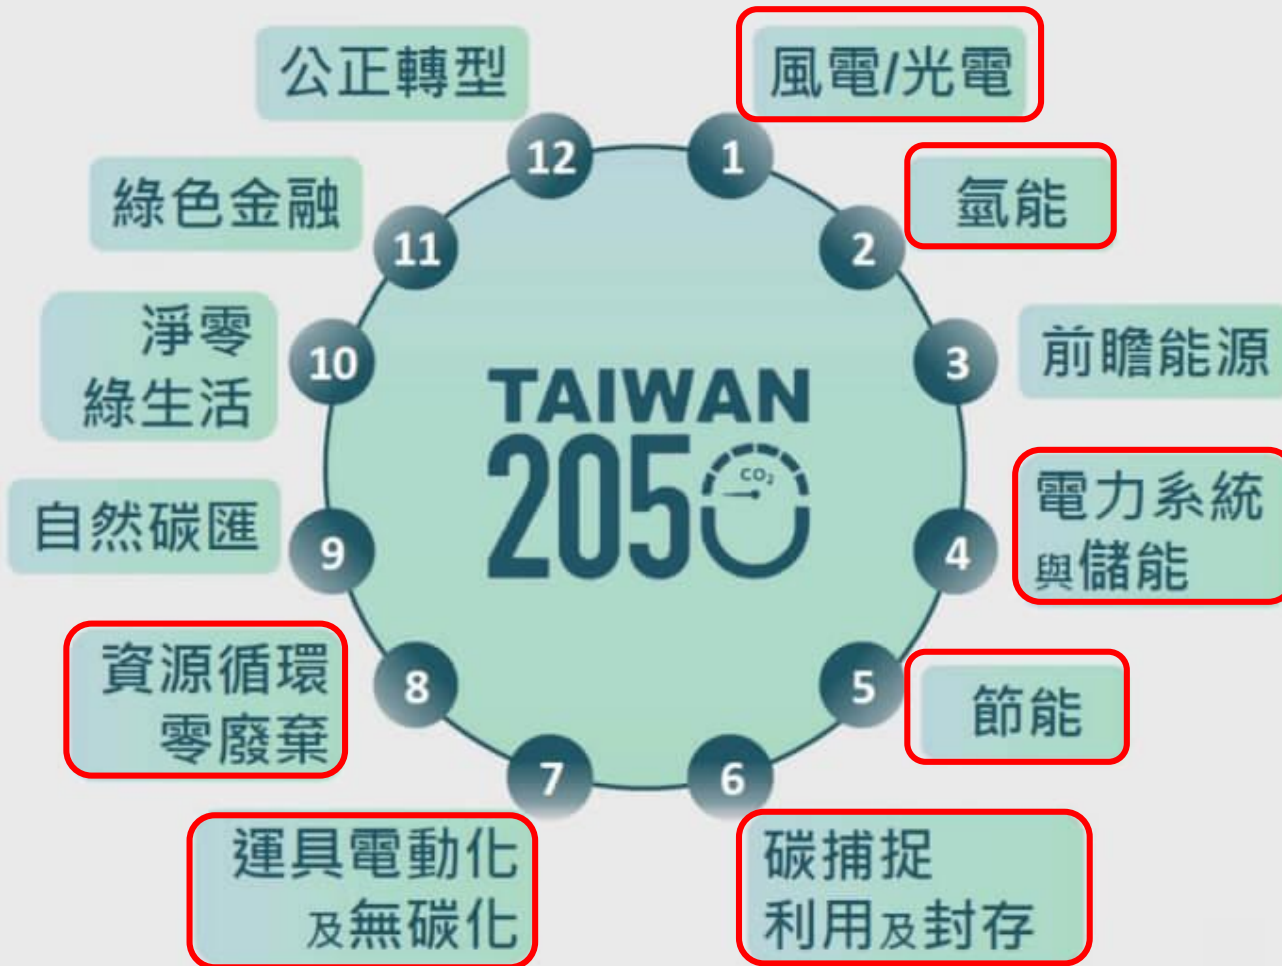 公正轉型
風電/光電
12
1
綠色金融
氫能
11
2
淨零
綠生活
10
3
前瞻能源
TAIWAN
2050
CO₂
自然碳匯
9
4
電力系統
與儲能
資源循環
零廢棄
8
5
節能
7
6
運具電動化
及無碳化
碳捕捉
利用及封存